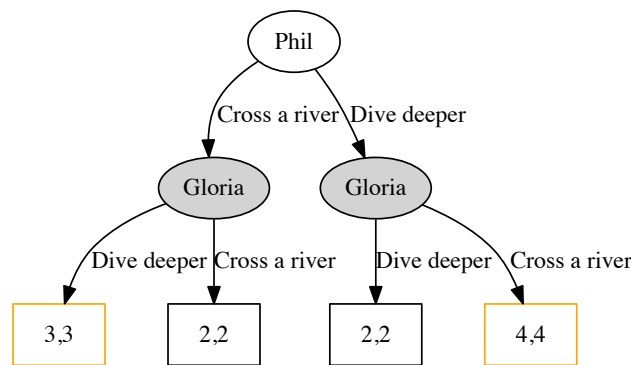 Phil
Cross a river
Dive deeper
Gloria
Gloria
Dive deeper
Cross a river
Dive deeper
Cross a river
3,3
2,2
2,2
4,4